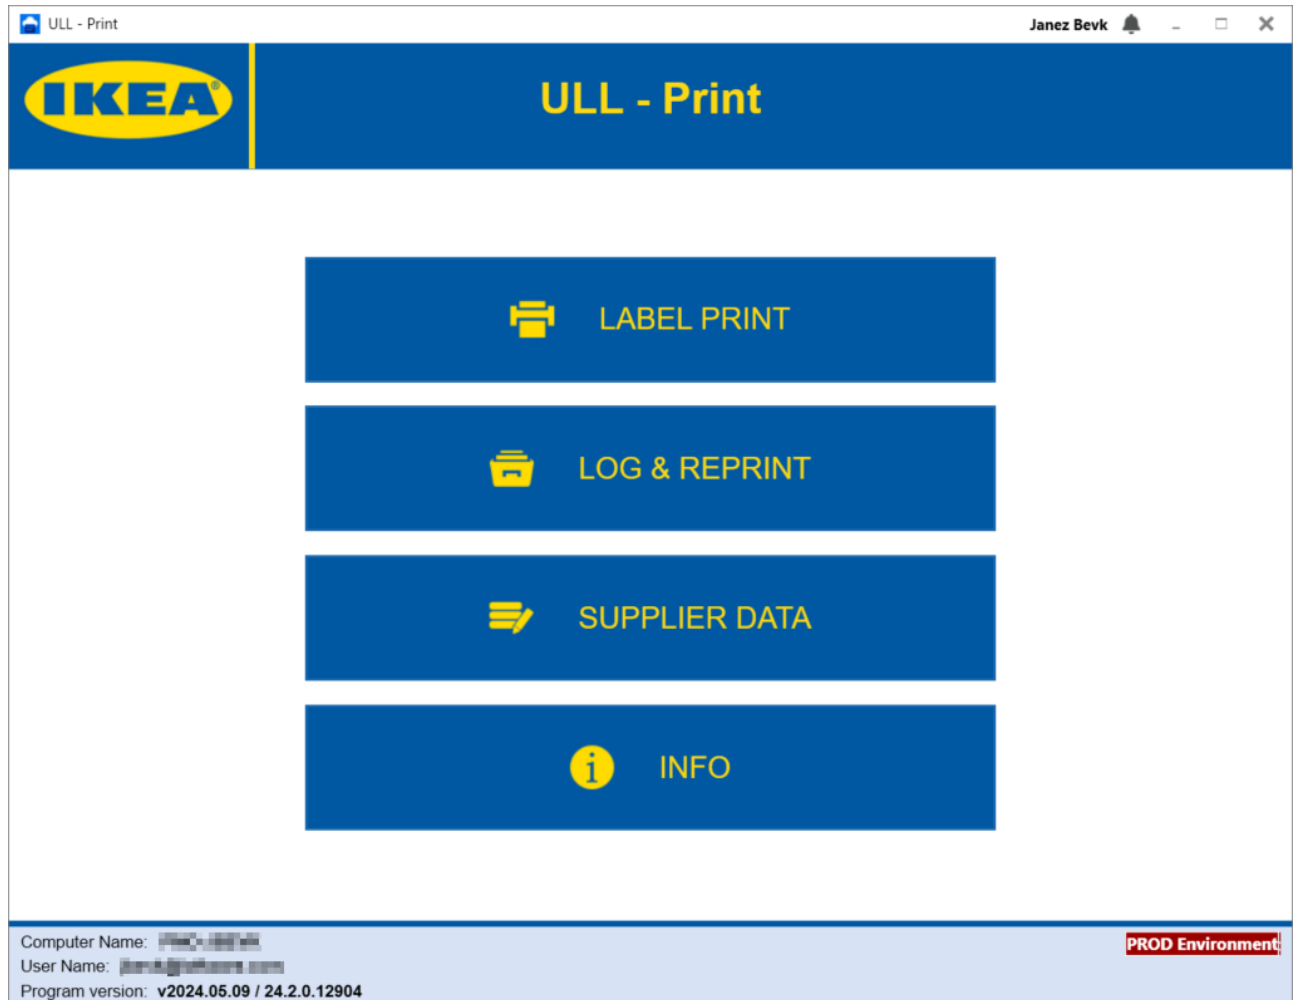 ULL - Print
Janez Bevk
IKEA®
ULL - Print
LABEL PRINT
LOG & REPRINT
SUPPLIER DATA
INFO
Computer Name:
User Name:
Program version: v2024.05.09 / 24.2.0.12904
PROD Environment